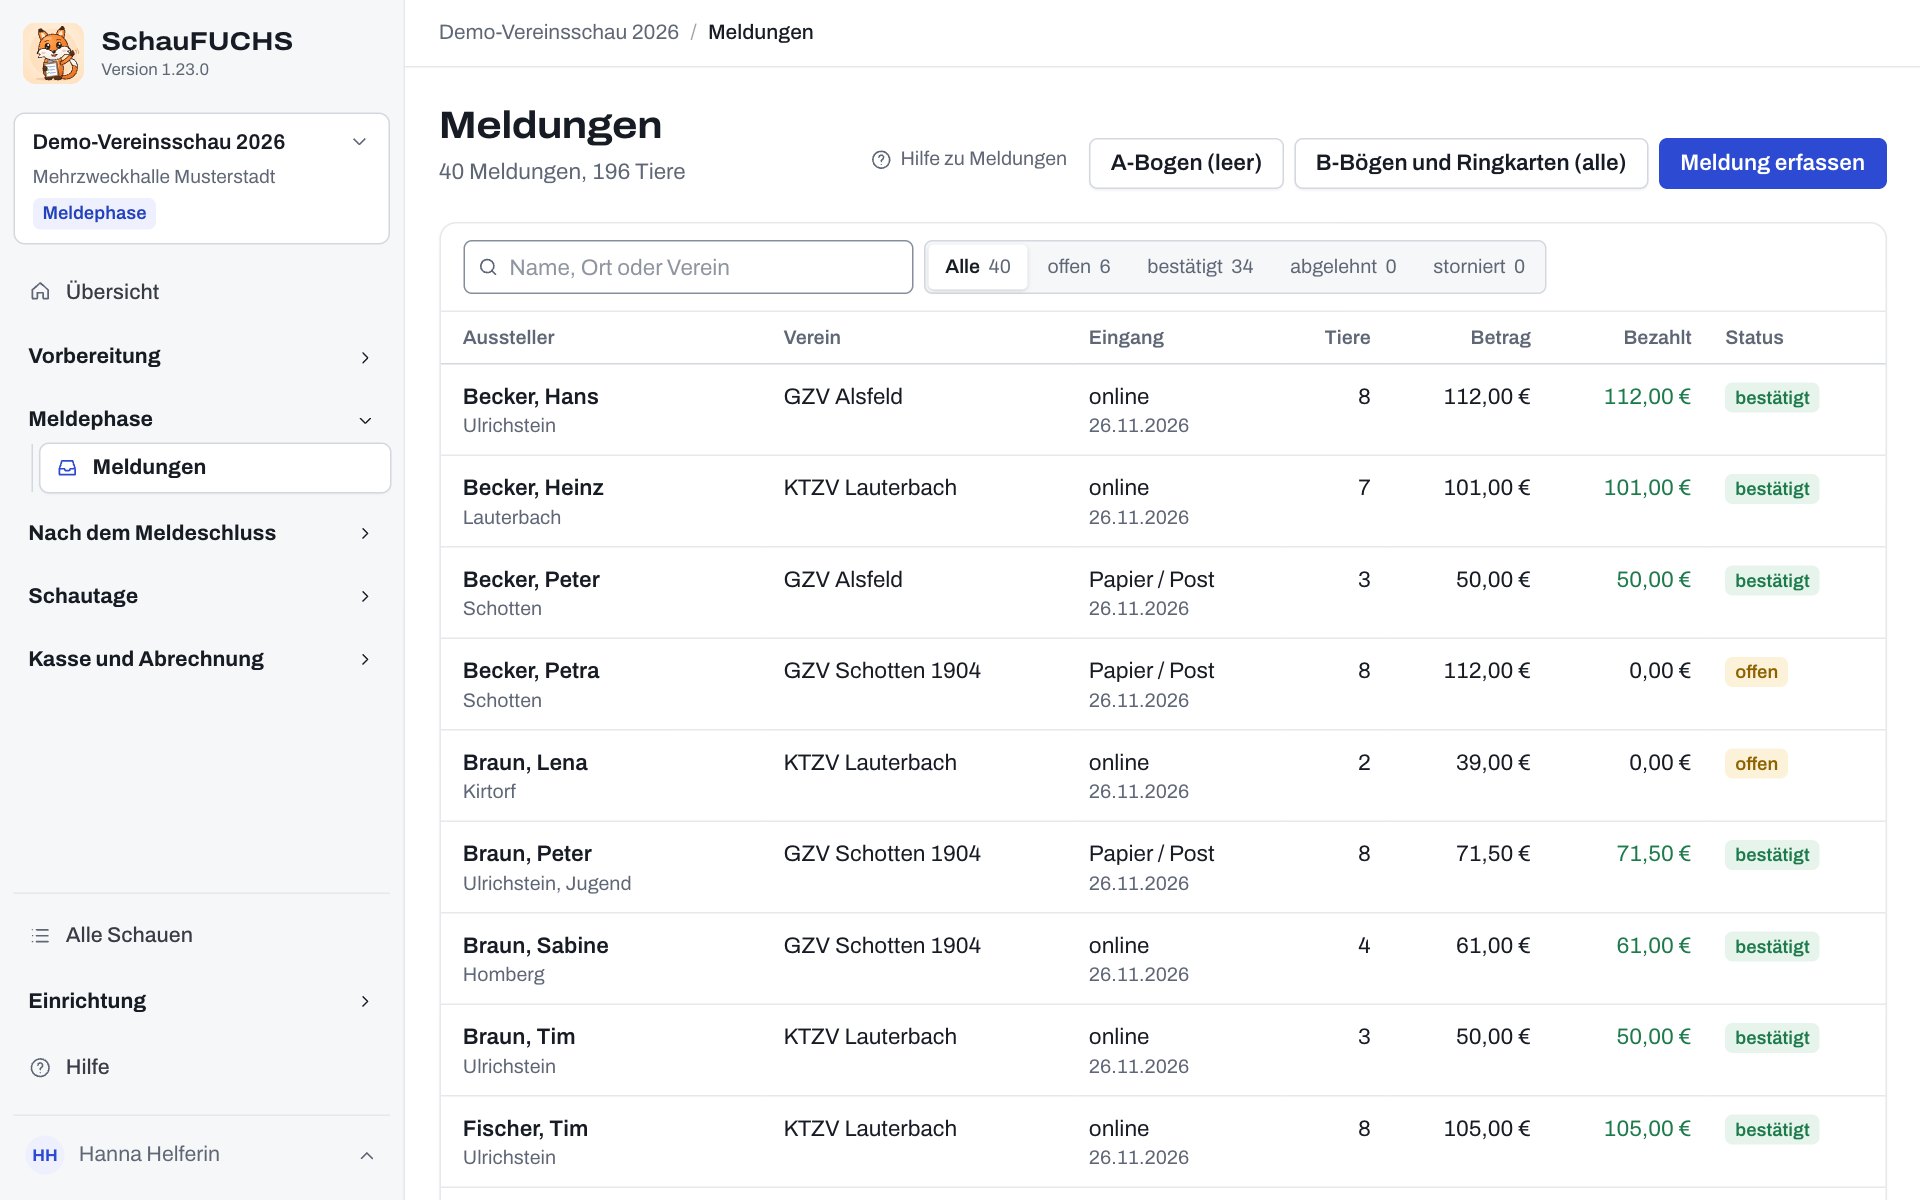 SchauFUCHS
Version 1.23.0
Demo-Vereinsschau 2026
Mehrzweckhalle Musterstadt
Meldephase
Übersicht
Vorbereitung
Meldephase
Meldungen
Nach dem Meldeschluss
Schautage
Kasse und Abrechnung
Alle Schauen
Einrichtung
Hilfe
HH Hanna Helferin
Demo-Vereinsschau 2026 / Meldungen
Meldungen
40 Meldungen, 196 Tiere
Hilfe zu Meldungen
A-Bogen (leer)
B-Bögen und Ringkarten (alle)
Meldung erfassen
Name, Ort oder Verein
Alle 40 offen 6 bestätigt 34 abgelehnt 0 storniert 0
Aussteller Verein Eingang Tiere Betrag Bezahlt Status
Becker, Hans GZV Alsfeld online 8 112,00 € 112,00 € bestätigt
Ulrichstein 26.11.2026
Becker, Heinz KTZV Lauterbach online 7 101,00 € 101,00 € bestätigt
Lauterbach 26.11.2026
Becker, Peter GZV Alsfeld Papier / Post 3 50,00 € 50,00 € bestätigt
Schotten 26.11.2026
Becker, Petra GZV Schotten 1904 Papier / Post 8 112,00 € 0,00 € offen
Schotten 26.11.2026
Braun, Lena KTZV Lauterbach online 2 39,00 € 0,00 € offen
Kirtorf 26.11.2026
Braun, Peter GZV Schotten 1904 Papier / Post 8 71,50 € 71,50 € bestätigt
Ulrichstein, Jugend 26.11.2026
Braun, Sabine GZV Schotten 1904 online 4 61,00 € 61,00 € bestätigt
Homberg 26.11.2026
Braun, Tim KTZV Lauterbach online 3 50,00 € 50,00 € bestätigt
Ulrichstein 26.11.2026
Fischer, Tim KTZV Lauterbach online 8 105,00 € 105,00 € bestätigt
Ulrichstein 26.11.2026